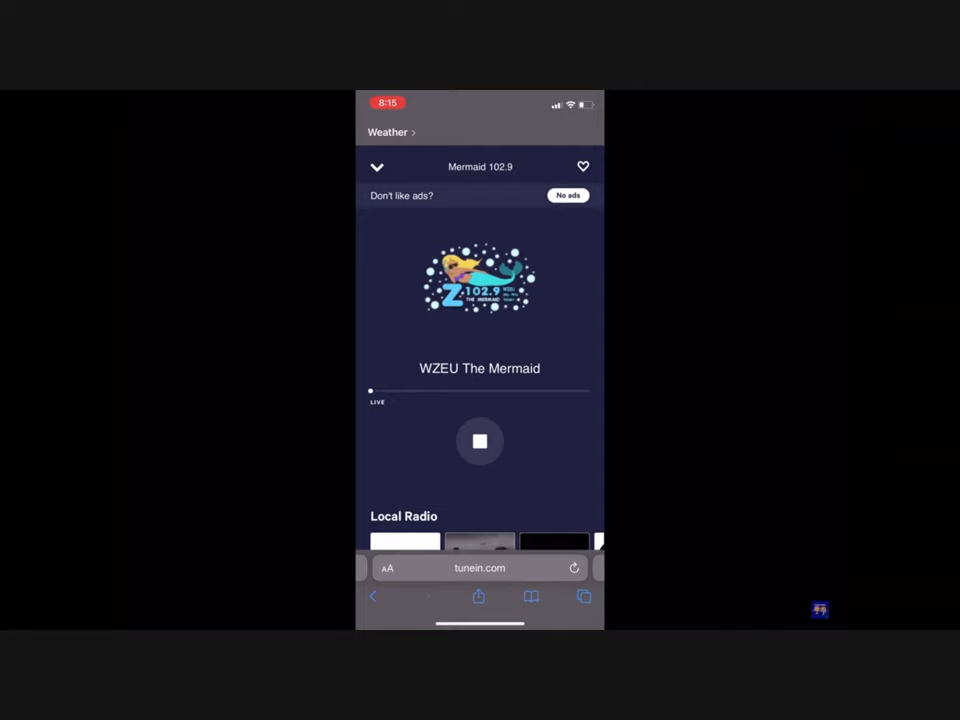 8:15
Weather >
Mermaid 102.9
Don't like ads?
No ads
Z 102.9
THE MERMAID
WZEU
WZEU The Mermaid
LIVE
Local Radio
AA
tunein.com